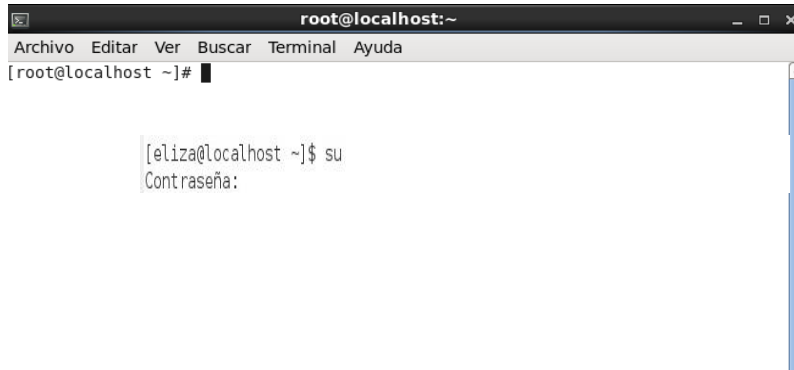 root@localhost:~
Archivo Editar Ver Buscar Terminal Ayuda
[root@localhost ~]#
[eliza@localhost ~]$ su
Contraseña: